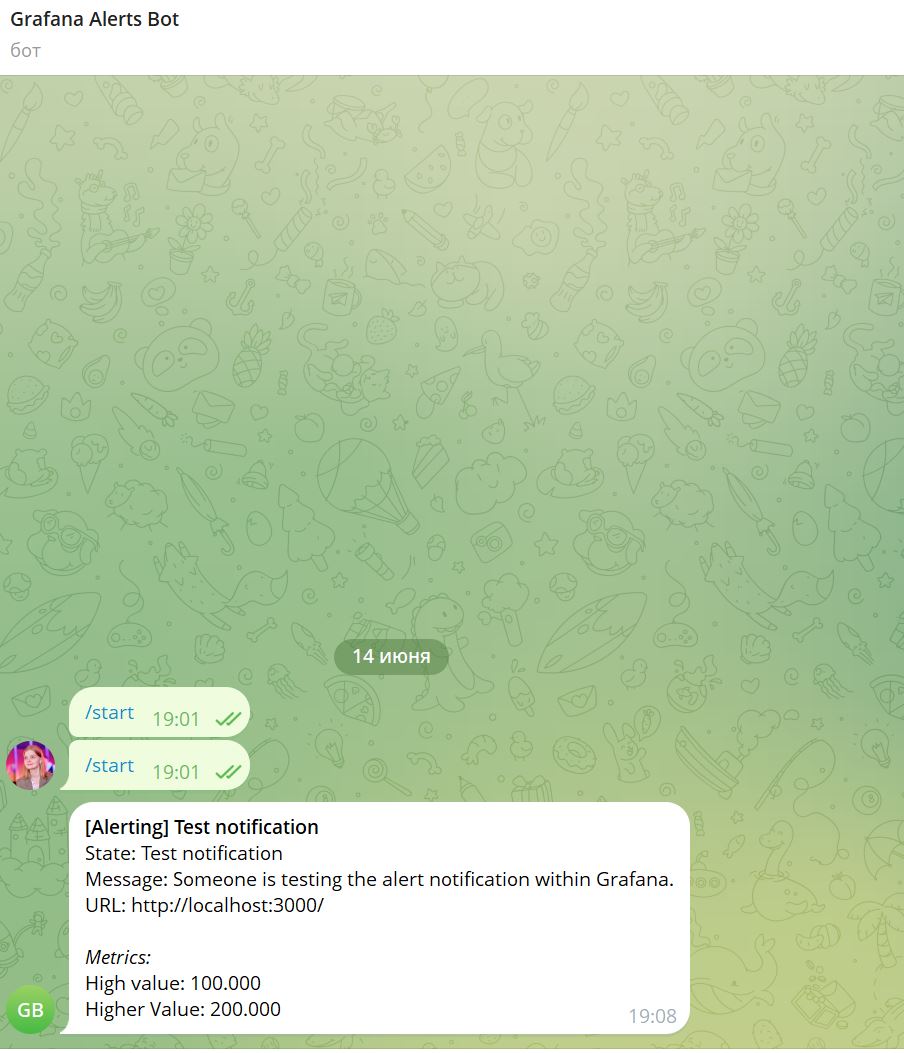 Grafana Alerts Bot
бот
14 июня
/start 19:01
/start 19:01
[Alerting] Test notification
State: Test notification
Message: Someone is testing the alert notification within Grafana.
URL: http://localhost:3000/
Metrics:
High value: 100.000
Higher Value: 200.000
GB
19:08